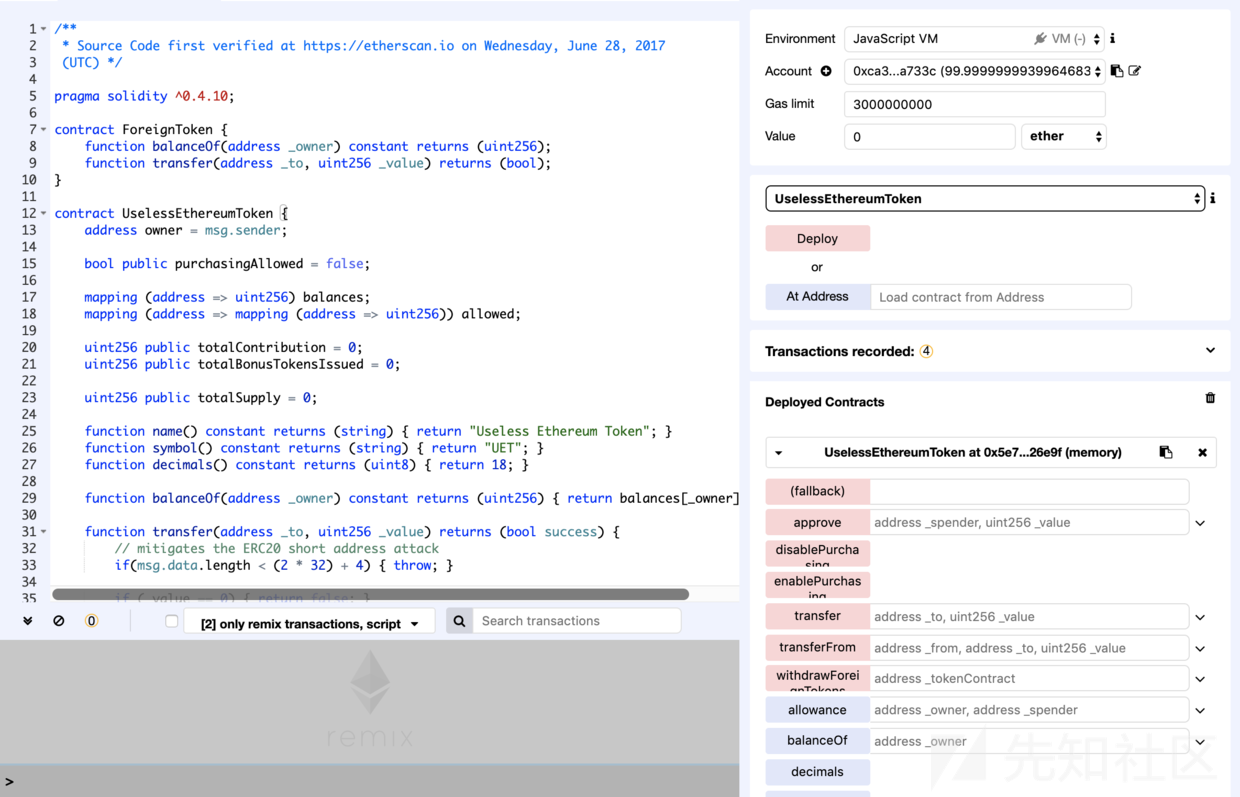 1 /**
2 * Source Code first verified at https://etherscan.io on Wednesday, June 28, 2017
3 (UTC) */
4
5 pragma solidity ^0.4.10;
6
7 contract ForeignToken {
8 function balanceOf(address _owner) constant returns (uint256);
9 function transfer(address _to, uint256 _value) returns (bool);
10 }
11
12 contract UselessEthereumToken {
13 address owner = msg.sender;
14
15 bool public purchasingAllowed = false;
16
17 mapping (address => uint256) balances;
18 mapping (address => mapping (address => uint256)) allowed;
19
20 uint256 public totalContribution = 0;
21 uint256 public totalBonusTokensIssued = 0;
22
23 uint256 public totalSupply = 0;
24
25 function name() constant returns (string) { return "Useless Ethereum Token"; }
26 function symbol() constant returns (string) { return "UET"; }
27 function decimals() constant returns (uint8) { return 18; }
28
29 function balanceOf(address _owner) constant returns (uint256) { return balances[_owner]
30
31 function transfer(address _to, uint256 _value) returns (bool success) {
32 // mitigates the ERC20 short address attack
33 if(msg.data.length < (2 * 32) + 4) { throw; }
34
35 if (_value == 0) { return false; }
0
[2] only remix transactions, script
Search transactions
remix
>
Environment JavaScript VM VM (-)
Account 0xca3...a733c (99.9999999939964683
Gas limit 3000000000
Value 0 ether
UselessEthereumToken
Deploy
or
At Address Load contract from Address
Transactions recorded: 4
Deployed Contracts
UselessEthereumToken at 0x5e7...26e9f (memory)
(fallback)
approve address _spender, uint256 _value
disablePurcha
sing
enablePurchas
ing
transfer address _to, uint256 _value
transferFrom address _from, address _to, uint256 _value
withdrawForei
gnTokens address _tokenContract
allowance address _owner, address _spender
balanceOf address _owner
decimals
先知社区